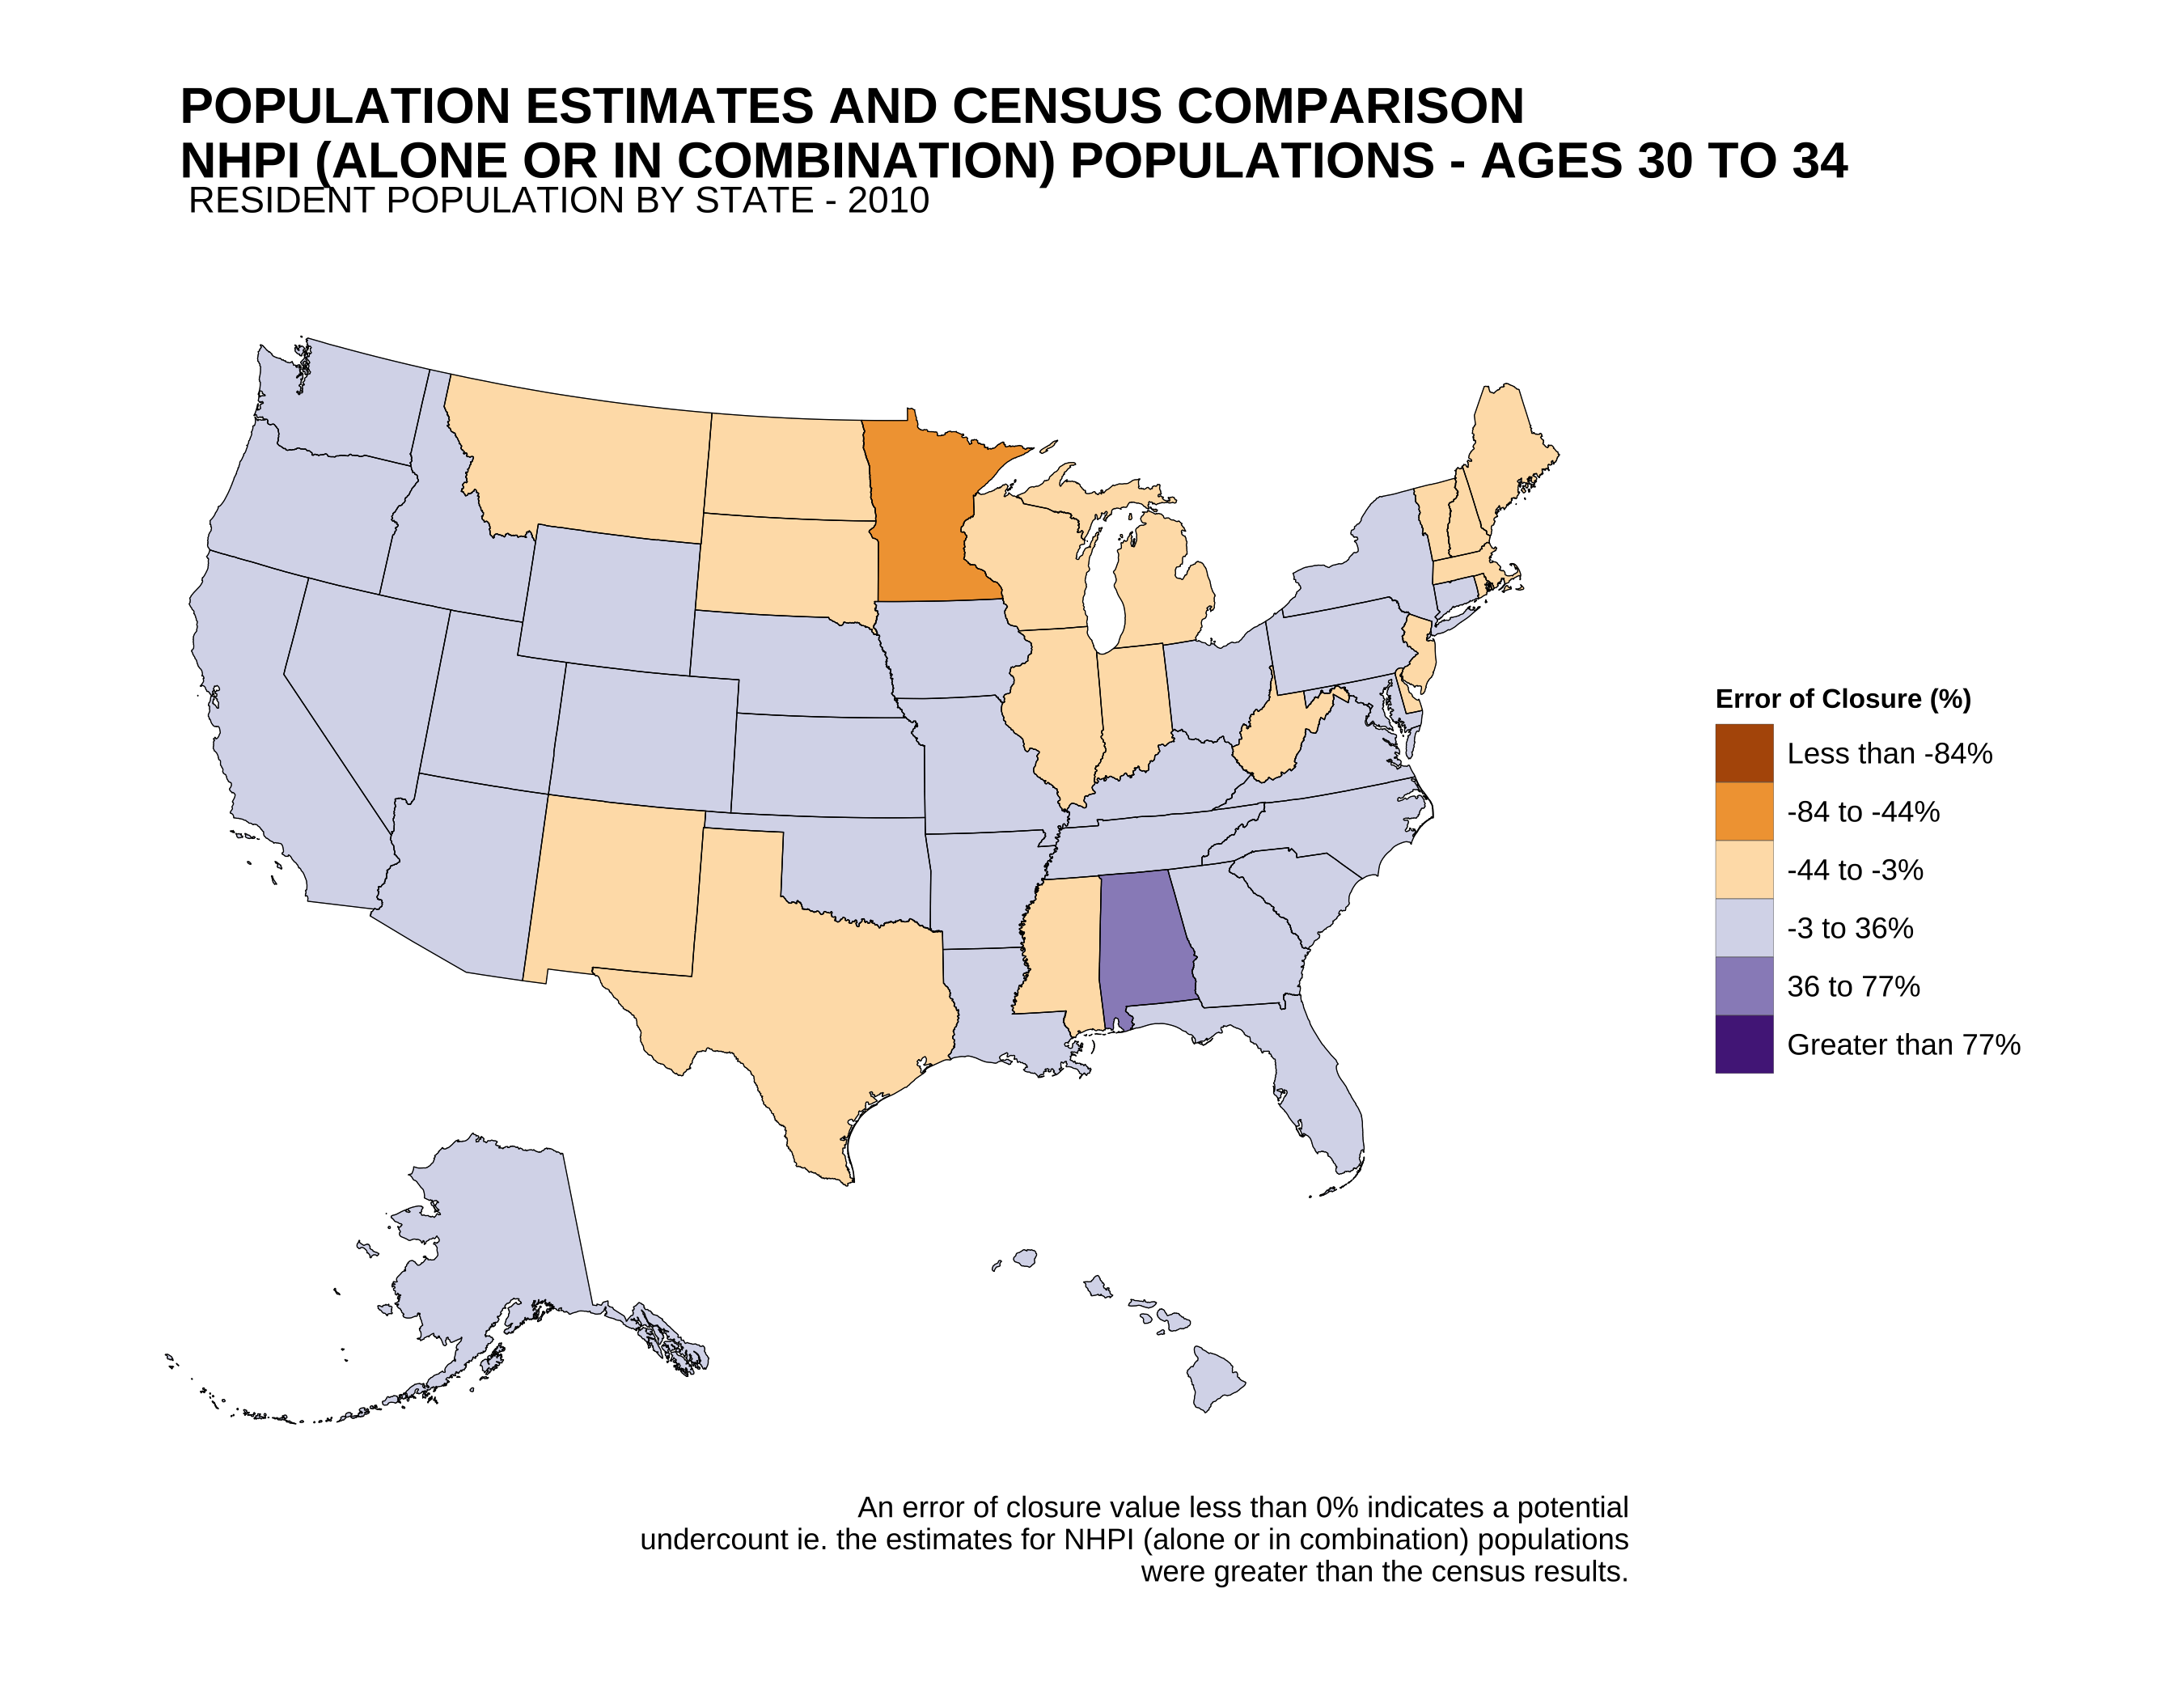 POPULATION ESTIMATES AND CENSUS COMPARISON
NHPI (ALONE OR IN COMBINATION) POPULATIONS - AGES 30 TO 34
RESIDENT POPULATION BY STATE - 2010
Error of Closure (%)
Less than -84%
-84 to -44%
-44 to -3%
-3 to 36%
36 to 77%
Greater than 77%
An error of closure value less than 0% indicates a potential
undercount ie. the estimates for NHPI (alone or in combination) populations
were greater than the census results.